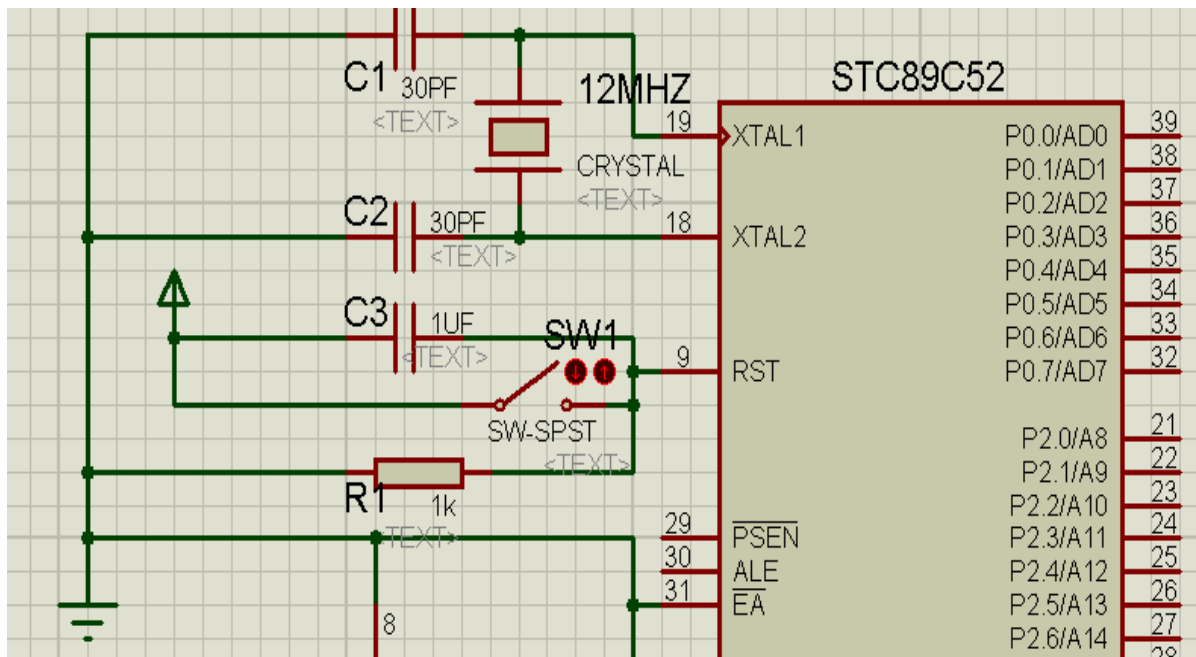 C1
30PF
<TEXT>
12MHZ
CRYSTAL
<TEXT>
C2
30PF
<TEXT>
C3
1UF
<TEXT>
SW1
SW-SPST
<TEXT>
R1
1k
<TEXT>
8
STC89C52
19 XTAL1
18 XTAL2
9 RST
29 PSEN
30 ALE
31 EA
P0.0/AD0 39
P0.1/AD1 38
P0.2/AD2 37
P0.3/AD3 36
P0.4/AD4 35
P0.5/AD5 34
P0.6/AD6 33
P0.7/AD7 32
P2.0/A8 21
P2.1/A9 22
P2.2/A10 23
P2.3/A11 24
P2.4/A12 25
P2.5/A13 26
P2.6/A14 27
28